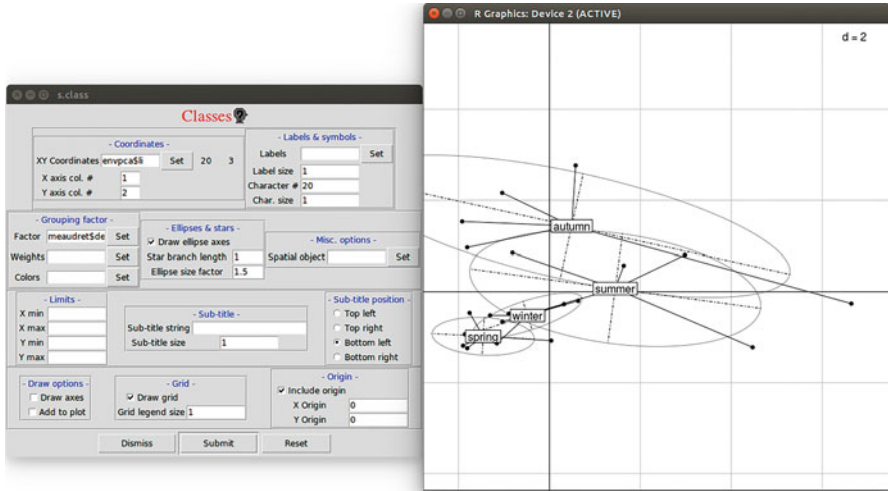 R Graphics: Device 2 (ACTIVE)
d = 2
s.class
Classes
- Coordinates -
XY Coordinates envpca$li Set 20 3
X axis col. # 1
Y axis col. # 2
- Labels & symbols -
Labels Set
Label size 1
Character # 20
Char. size 1
- Grouping factor -
Factor meaudret$de Set
Weights Set
Colors Set
- Ellipses & stars -
Draw ellipse axes
Star branch length 1
Ellipse size factor 1.5
- Misc. options -
Spatial object Set
- Limits -
X min
X max
Y min
Y max
- Sub-title -
Sub-title string
Sub-title size 1
- Sub-title position -
Top left
Top right
Bottom left
Bottom right
- Draw options -
Draw axes
Add to plot
- Grid -
Draw grid
Grid legend size 1
- Origin -
Include origin
X Origin 0
Y Origin 0
Dismiss Submit Reset
autumn
summer
winter
spring